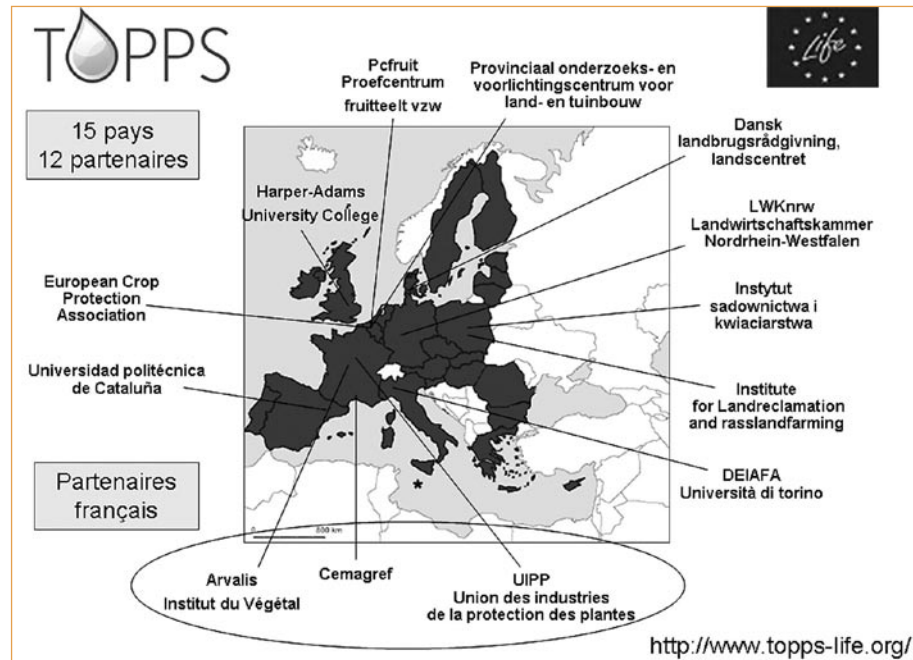 TOPPS
Life
15 pays
12 partenaires
Pcfruit
Proefcentrum
fruitteelt vzw
Provinciaal onderzoeks- en
voorlichtingscentrum voor
land- en tuinbouw
Dansk
landbrugsrådgivning,
landscentret
Harper-Adams
University College
LWKnrw
Landwirtschaftskammer
Nordrhein-Westfalen
European Crop
Protection
Association
Instytut
sadownictwa i
kwiaciarstwa
Universidad politécnica
de Cataluña
Institute
for Landreclamation
and rasslandfarming
DEIAFA
Università di torino
Partenaires
français
0 800 km
Arvalis
Institut du Végétal
Cemagref
UIPP
Union des industries
de la protection des plantes
http://www.topps-life.org/